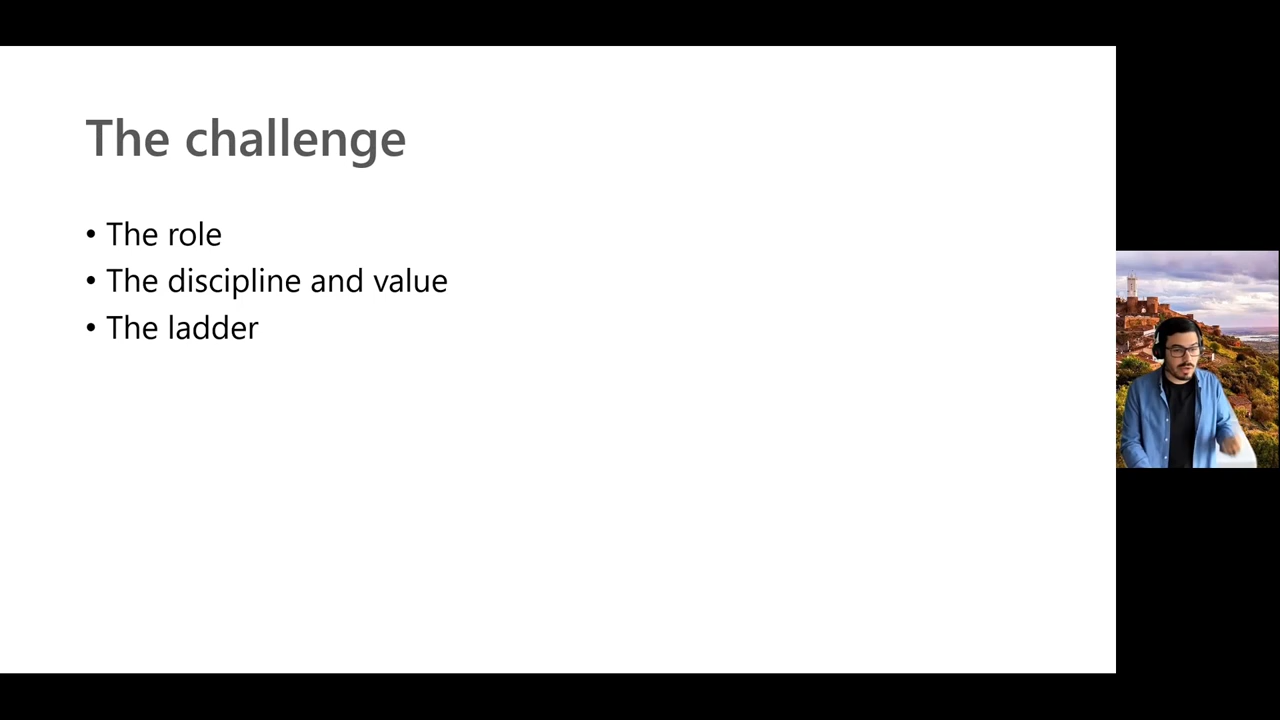 The challenge
• The role
• The discipline and value
• The ladder